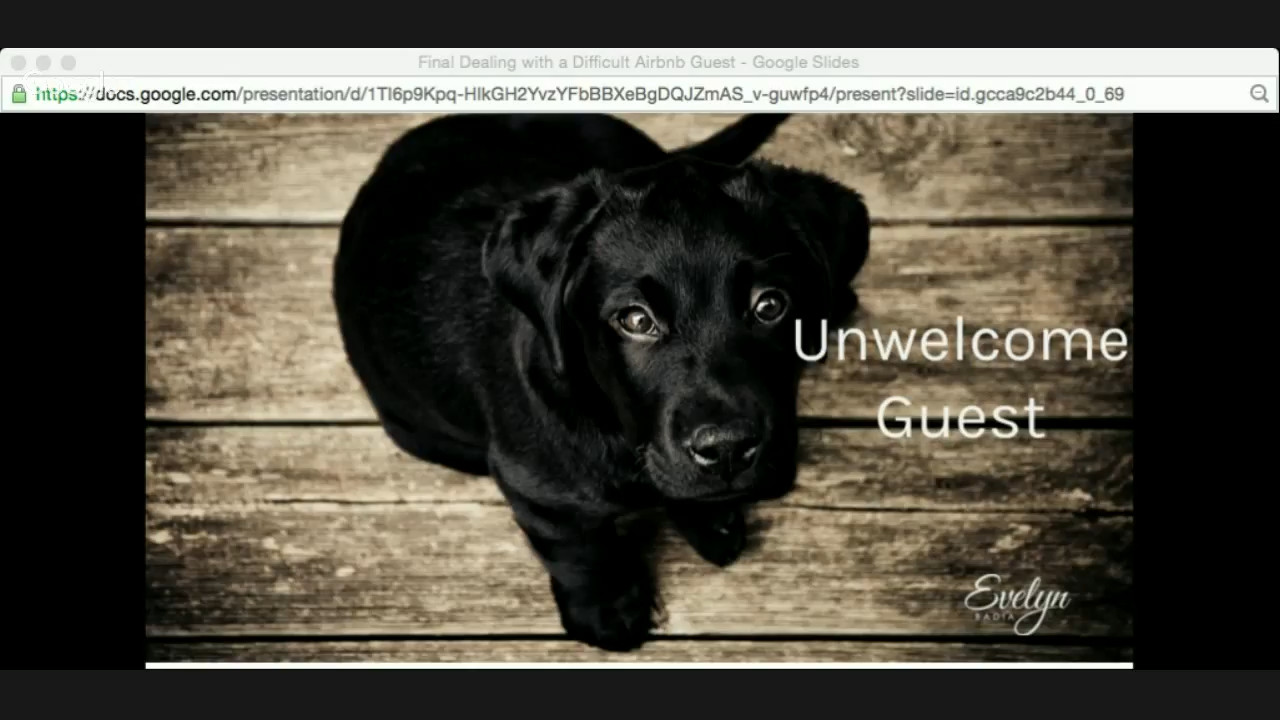 Final Dealing with a Difficult Airbnb Guest - Google Slides
https://docs.google.com/presentation/d/1Tl6p9Kpq-HlkGH2YvzYFbBBXeBgDQJZmAS_v-guwfp4/present?slide=id.gcca9c2b44_0_69
Unwelcome
Guest
Evelyn
BADIA